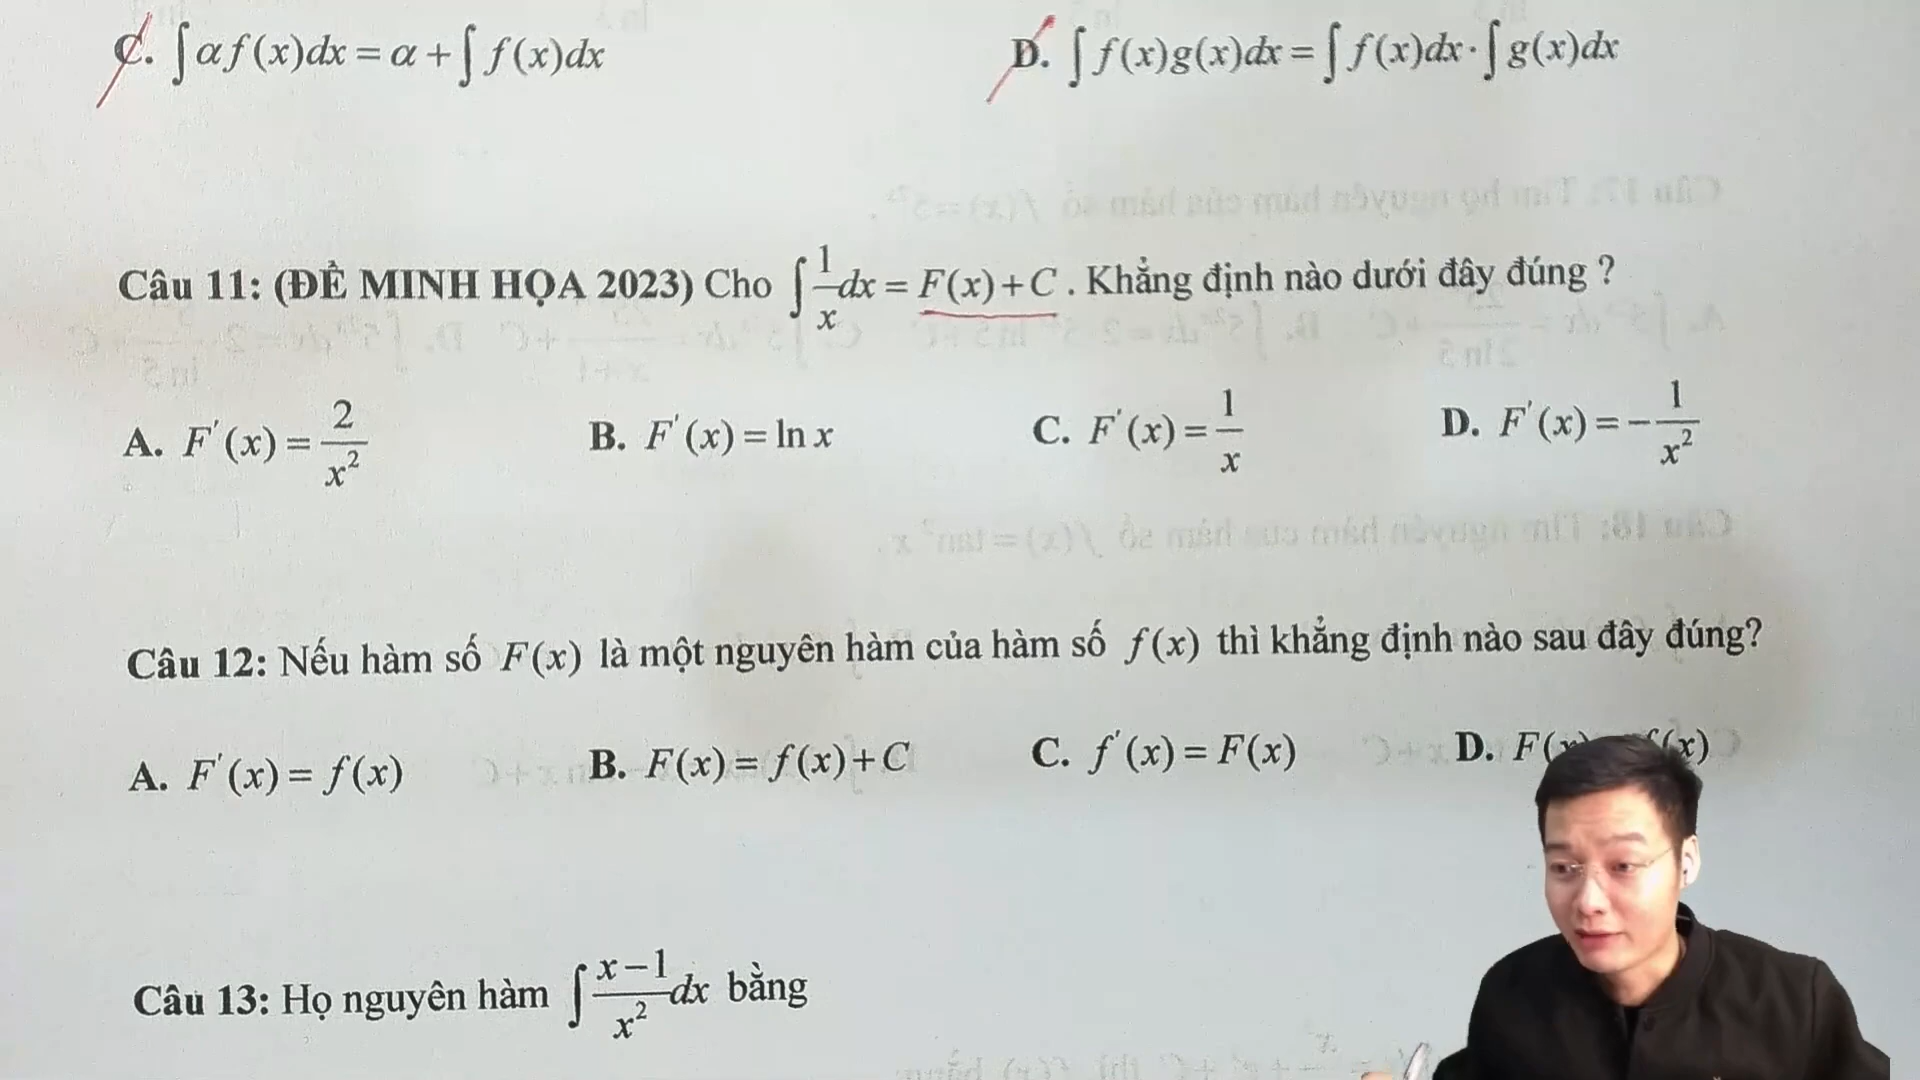 C. ∫αf(x)dx = α + ∫f(x)dx
D. ∫f(x)g(x)dx = ∫f(x)dx·∫g(x)dx
Câu 11: (ĐỀ MINH HỌA 2023) Cho ∫1/x dx = F(x)+C. Khẳng định nào dưới đây đúng ?
A. F'(x) = 2/x²
B. F'(x) = ln x
C. F'(x) = 1/x
D. F'(x) = −1/x²
Câu 12: Nếu hàm số F(x) là một nguyên hàm của hàm số f(x) thì khẳng định nào sau đây đúng?
A. F'(x) = f(x)
B. F(x) = f(x)+C
C. f'(x) = F(x)
D. F(x) (x)
Câu 13: Họ nguyên hàm ∫(x−1)/x² dx bằng